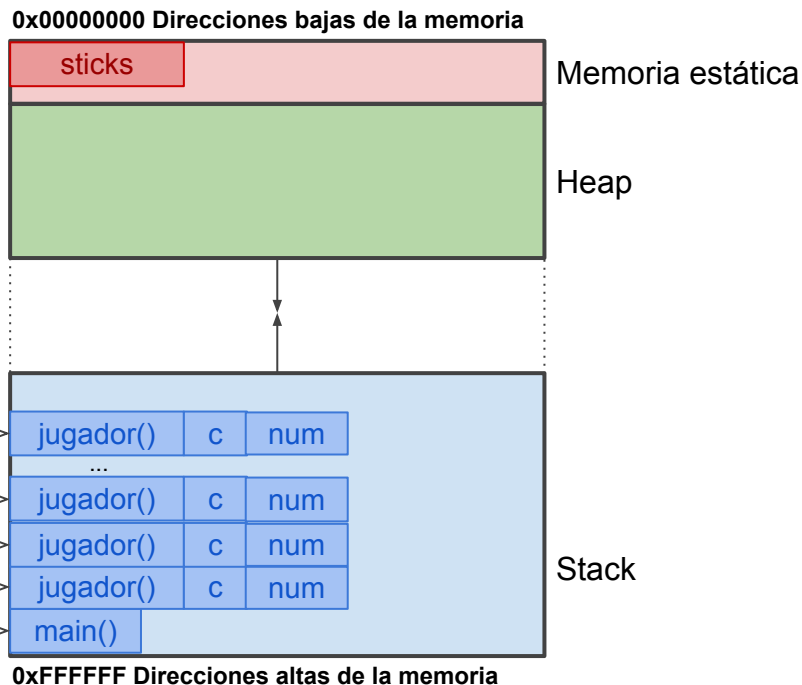 0x00000000 Direcciones bajas de la memoria
sticks
Memoria estática
Heap
jugador() c num
...
jugador() c num
jugador() c num
jugador() c num
Stack
main()
0xFFFFFF Direcciones altas de la memoria